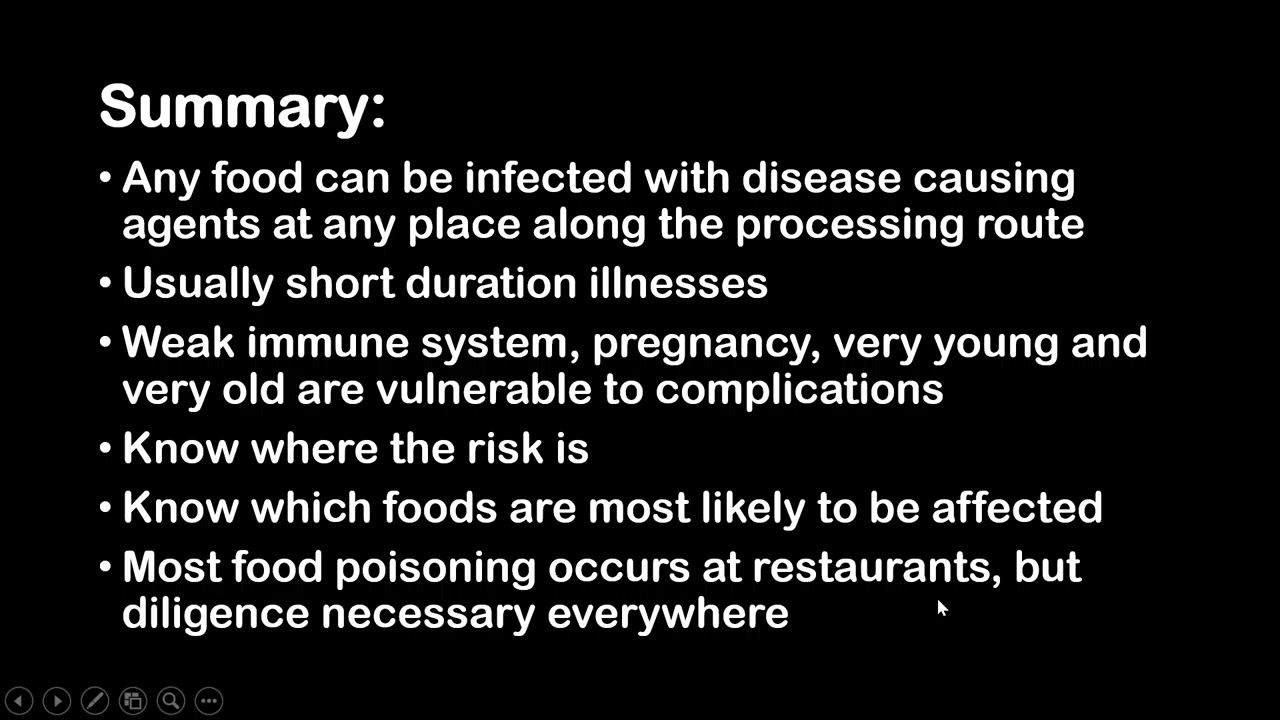 Summary:
• Any food can be infected with disease causing
agents at any place along the processing route
• Usually short duration illnesses
• Weak immune system, pregnancy, very young and
very old are vulnerable to complications
• Know where the risk is
• Know which foods are most likely to be affected
• Most food poisoning occurs at restaurants, but
diligence necessary everywhere